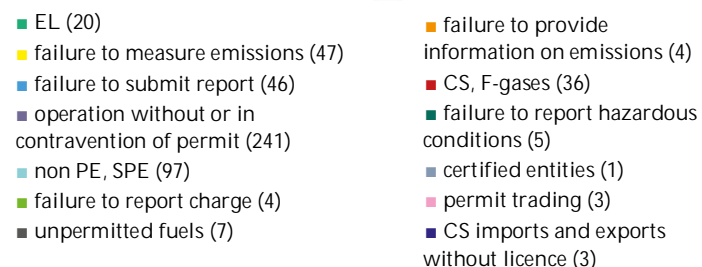 EL (20)
failure to measure emissions (47)
failure to submit report (46)
operation without or in
contravention of permit (241)
non PE, SPE (97)
failure to report charge (4)
unpermitted fuels (7)
failure to provide
information on emissions (4)
CS, F-gases (36)
failure to report hazardous
conditions (5)
certified entities (1)
permit trading (3)
CS imports and exports
without licence (3)